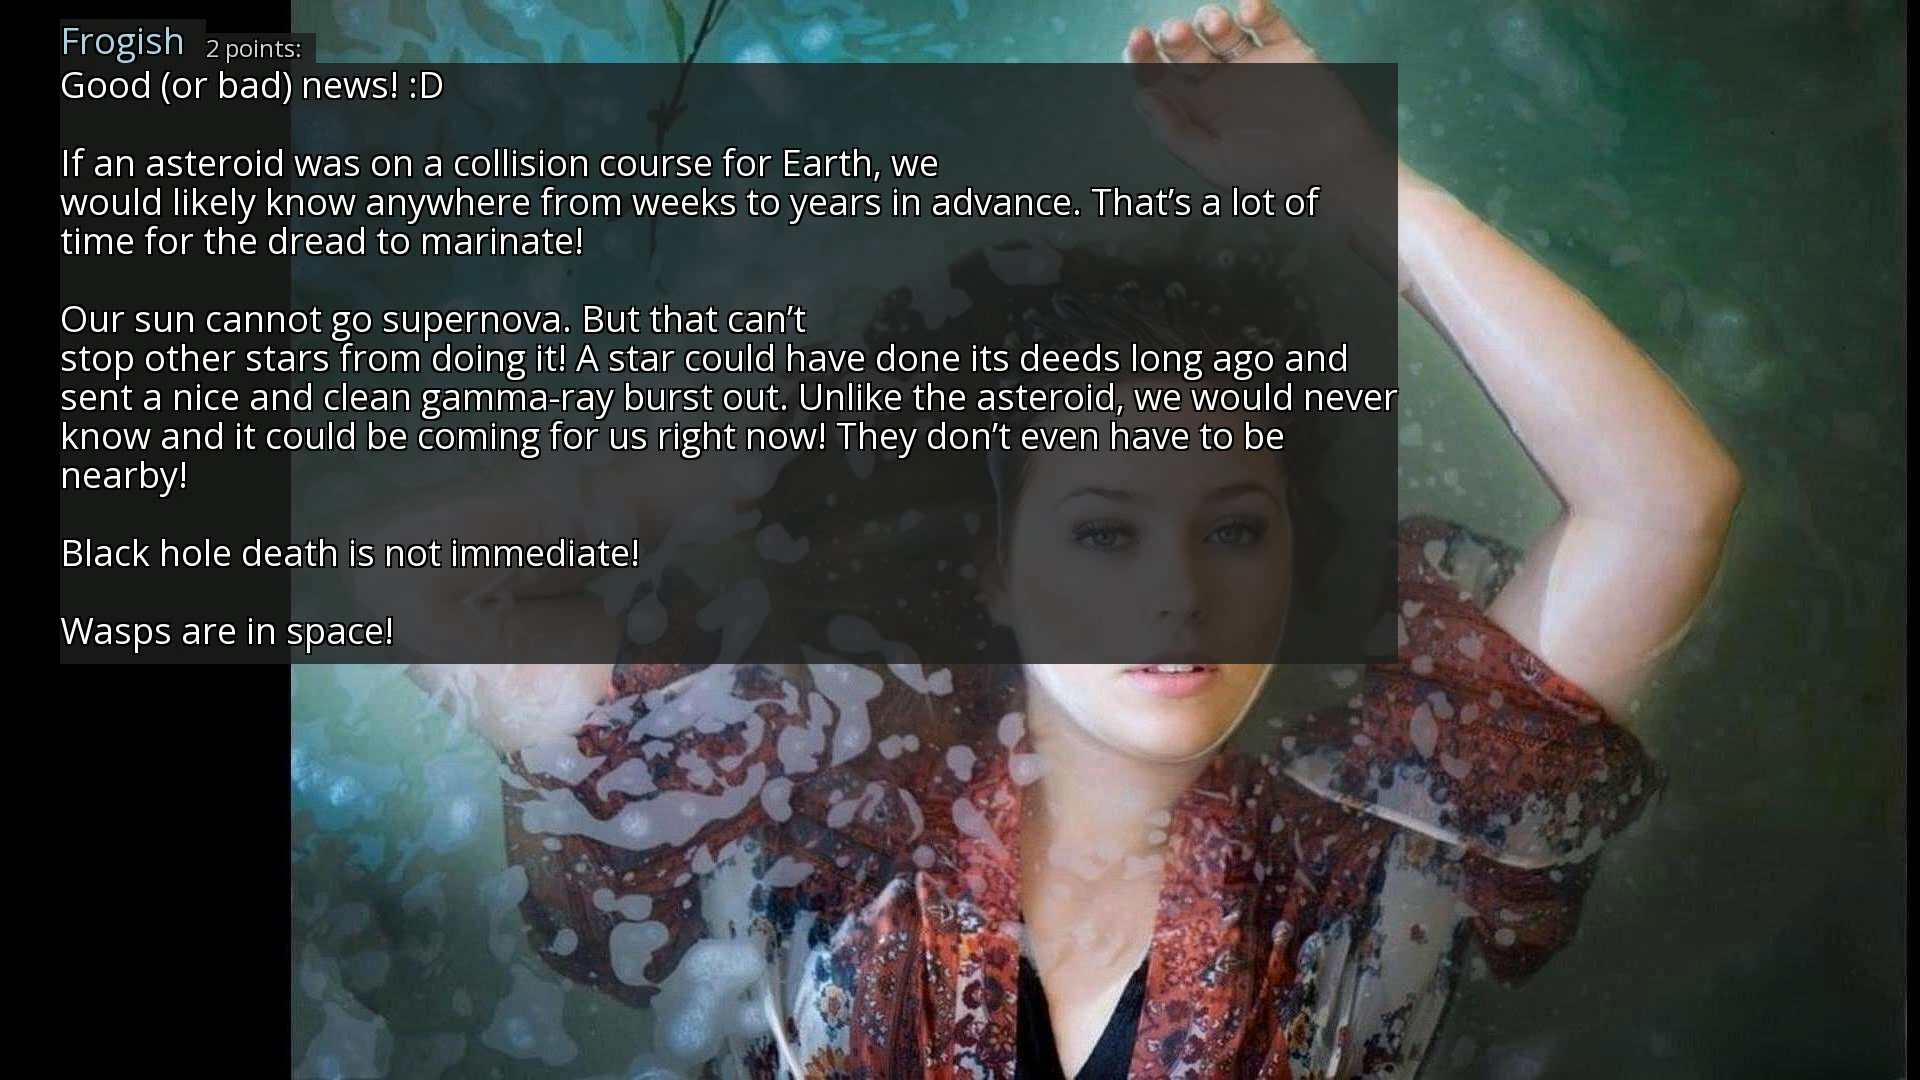 Frogish 2 points:
Good (or bad) news! :D
If an asteroid was on a collision course for Earth, we
would likely know anywhere from weeks to years in advance. That’s a lot of
time for the dread to marinate!
Our sun cannot go supernova. But that can’t
stop other stars from doing it! A star could have done its deeds long ago and
sent a nice and clean gamma-ray burst out. Unlike the asteroid, we would never
know and it could be coming for us right now! They don’t even have to be
nearby!
Black hole death is not immediate!
Wasps are in space!